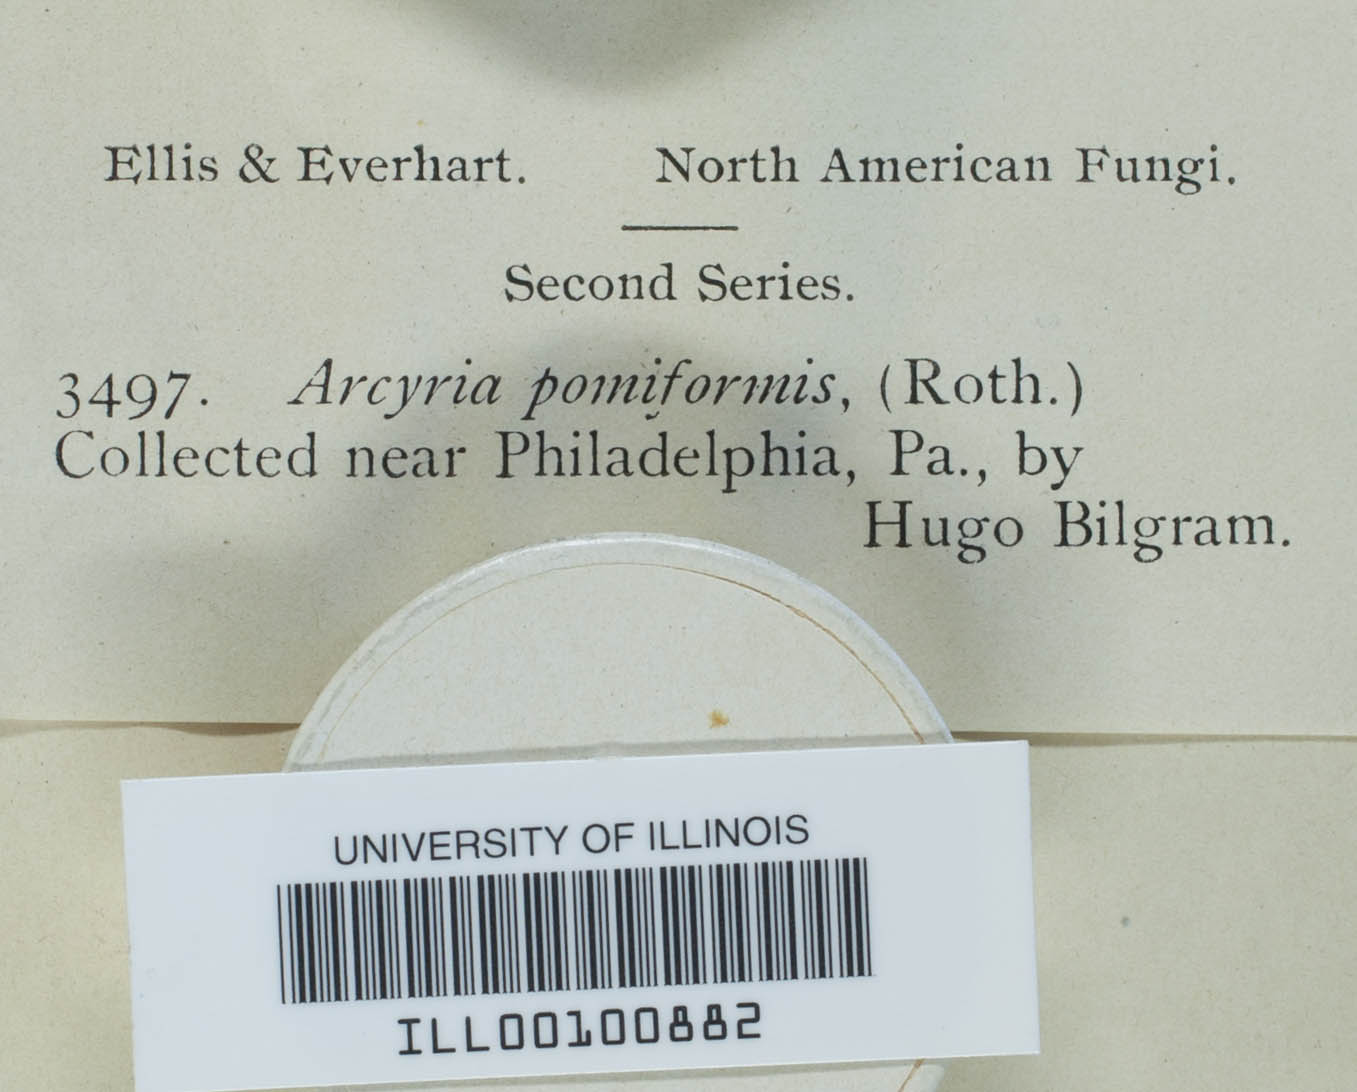 Ellis & Everhart. North American Fungi.
Second Series.
3497. Arcyria pomiformis, (Roth.)
Collected near Philadelphia, Pa., by
Hugo Bilgram.
UNIVERSITY OF ILLINOIS
ILL00100882